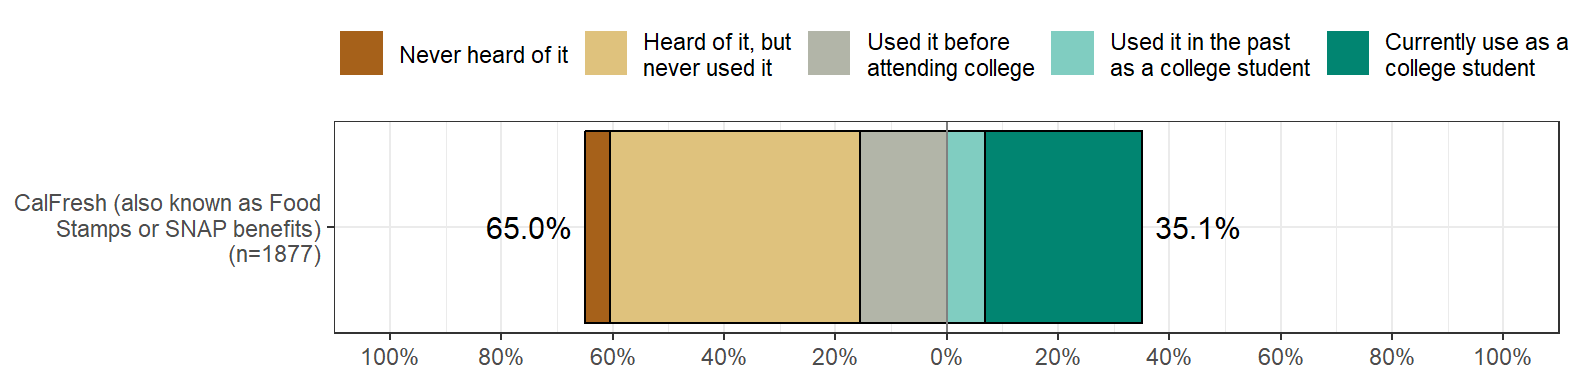 Never heard of it
Heard of it, but
never used it
Used it before
attending college
Used it in the past
as a college student
Currently use as a
college student
CalFresh (also known as Food
Stamps or SNAP benefits)
(n=1877)
65.0%
35.1%
100% 80% 60% 40% 20% 0% 20% 40% 60% 80% 100%